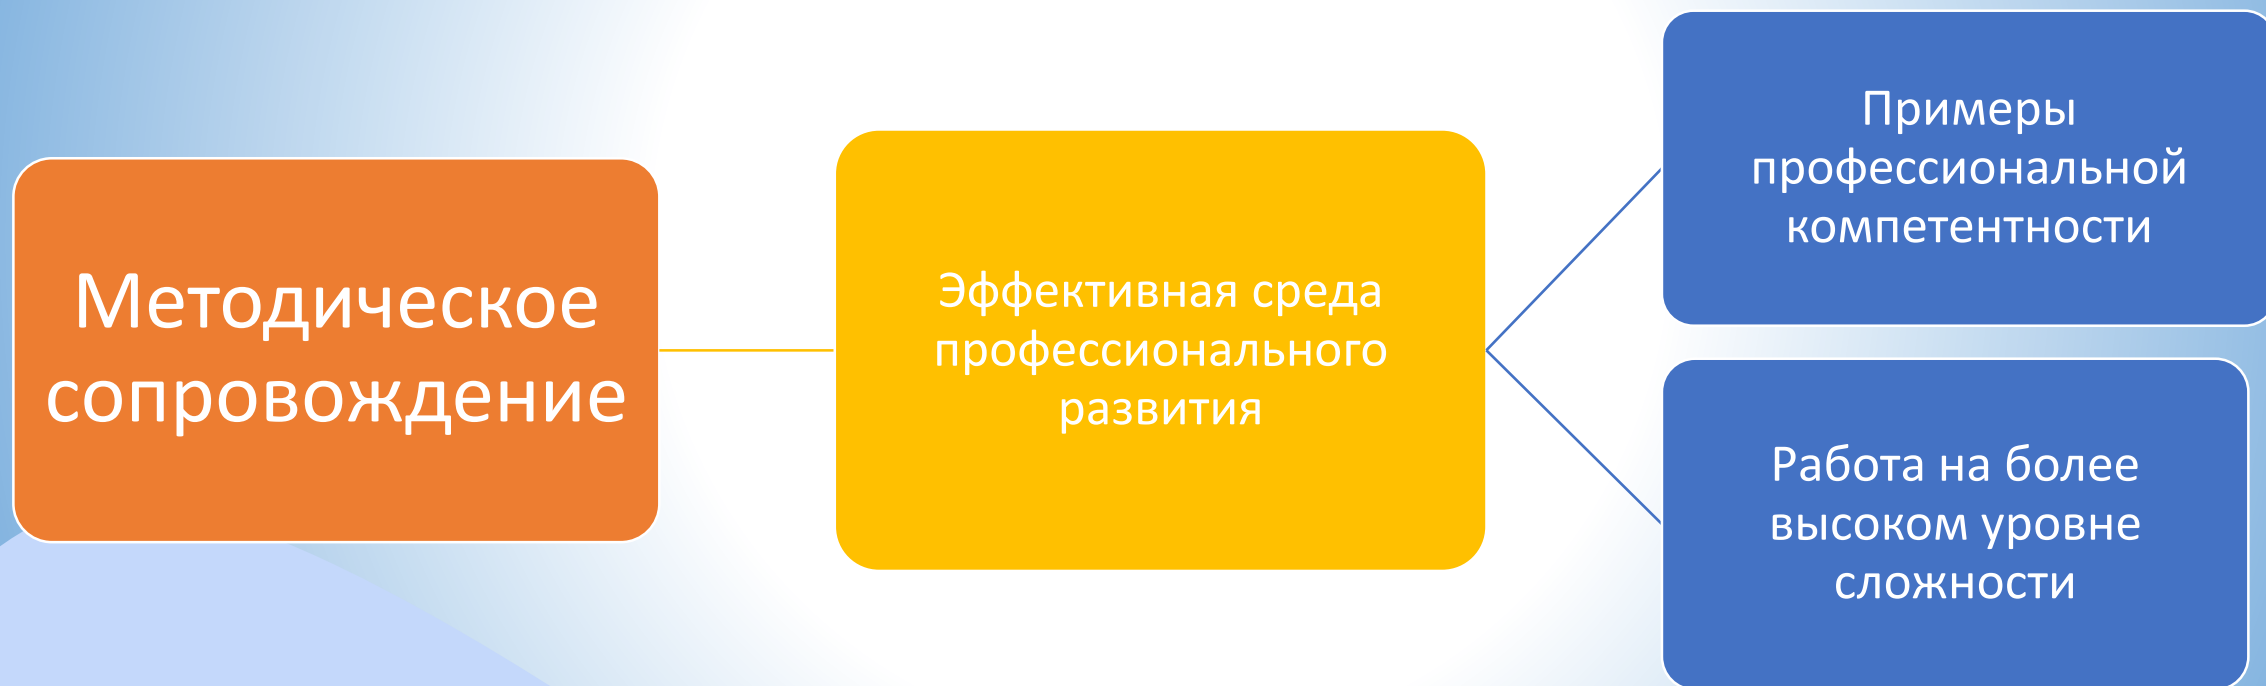 Методическое
сопровождение
Эффективная среда
профессионального
развития
Примеры
профессиональной
компетентности
Работа на более
высоком уровне
сложности